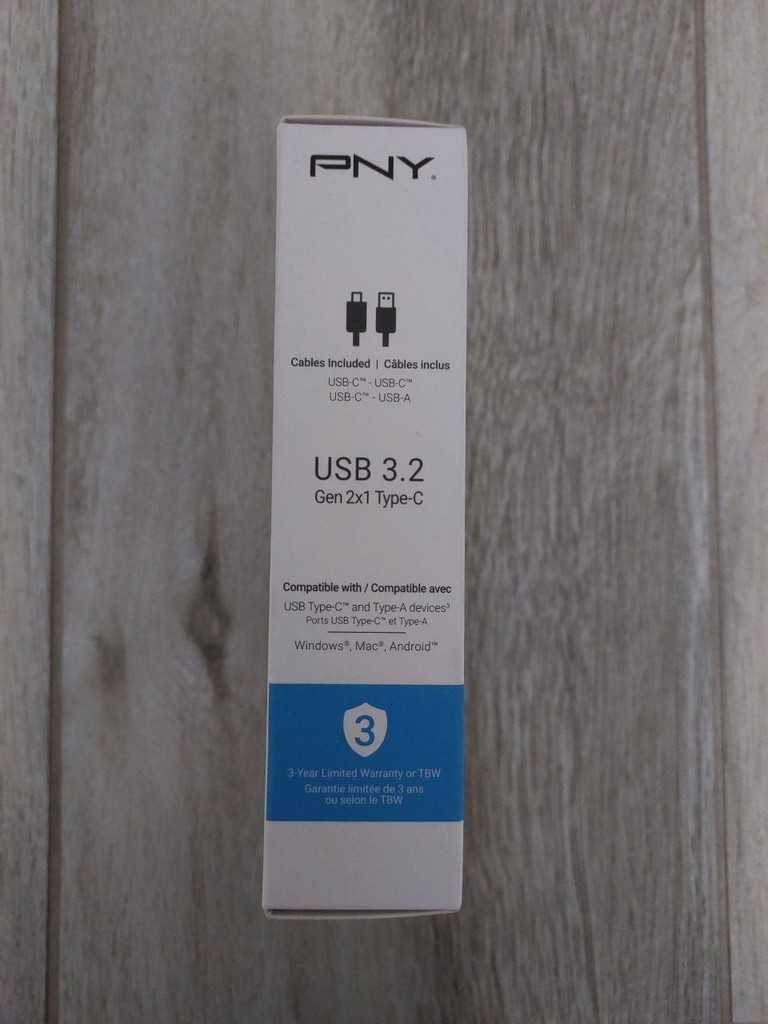 PNY®
Cables Included | Câbles inclus
USB-C™ - USB-C™
USB-C™ - USB-A
USB 3.2
Gen 2x1 Type-C
Compatible with / Compatible avec
USB Type-C™ and Type-A devices³
Ports USB Type-C™ et Type-A
Windows®, Mac®, Android™
3
3-Year Limited Warranty or TBW
Garantie limitée de 3 ans
ou selon le TBW